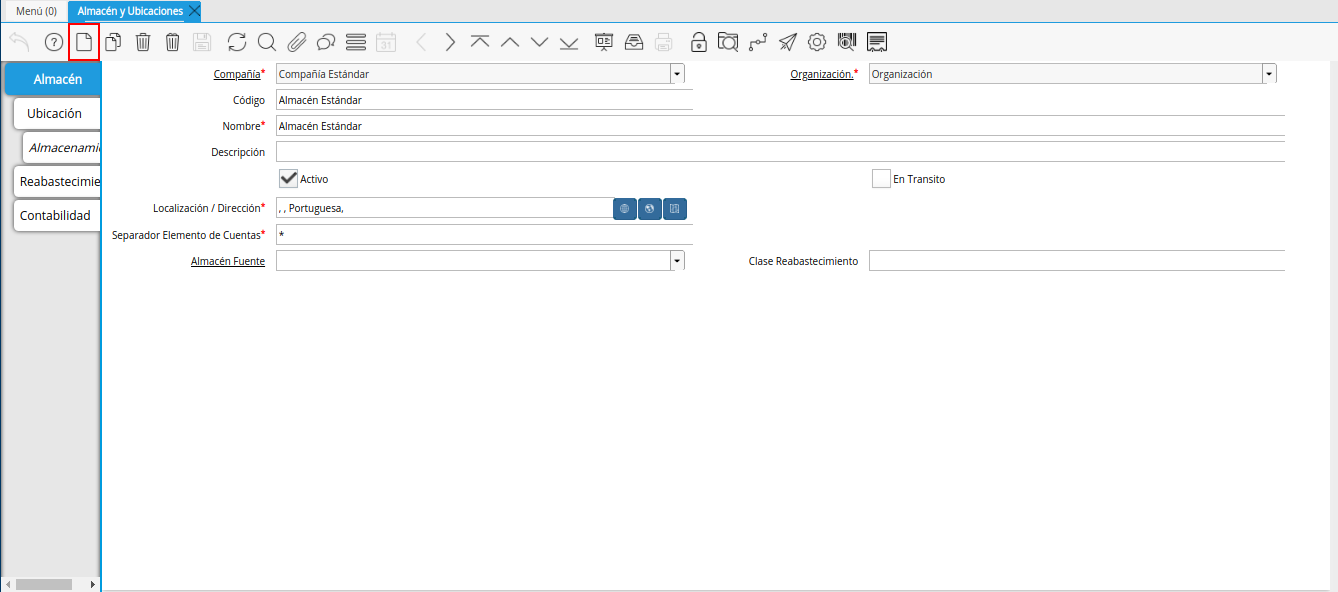 Menú (0) Almacén y Ubicaciones
?
31
Almacén
Ubicación
Almacenami
Reabastecimie
Contabilidad
Compañía* Compañía Estándar Organización.* Organización
Código Almacén Estándar
Nombre* Almacén Estándar
Descripción
Activo En Transito
Localización / Dirección* , , Portuguesa,
Separador Elemento de Cuentas* *
Almacén Fuente Clase Reabastecimiento